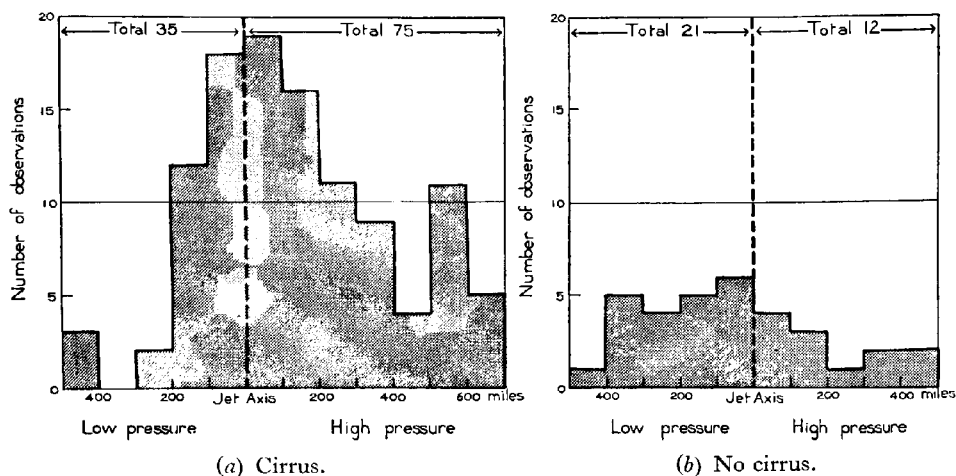 Total 35
Total 75
20
15
10
5
0
Number of observations
400
200
Jet Axis
200
400
600 miles
Low pressure
High pressure
(a) Cirrus.
Total 21
Total 12
20
15
10
5
0
Number of observations
400
200
Jet Axis
200
400 miles
Low pressure
High pressure
(b) No cirrus.